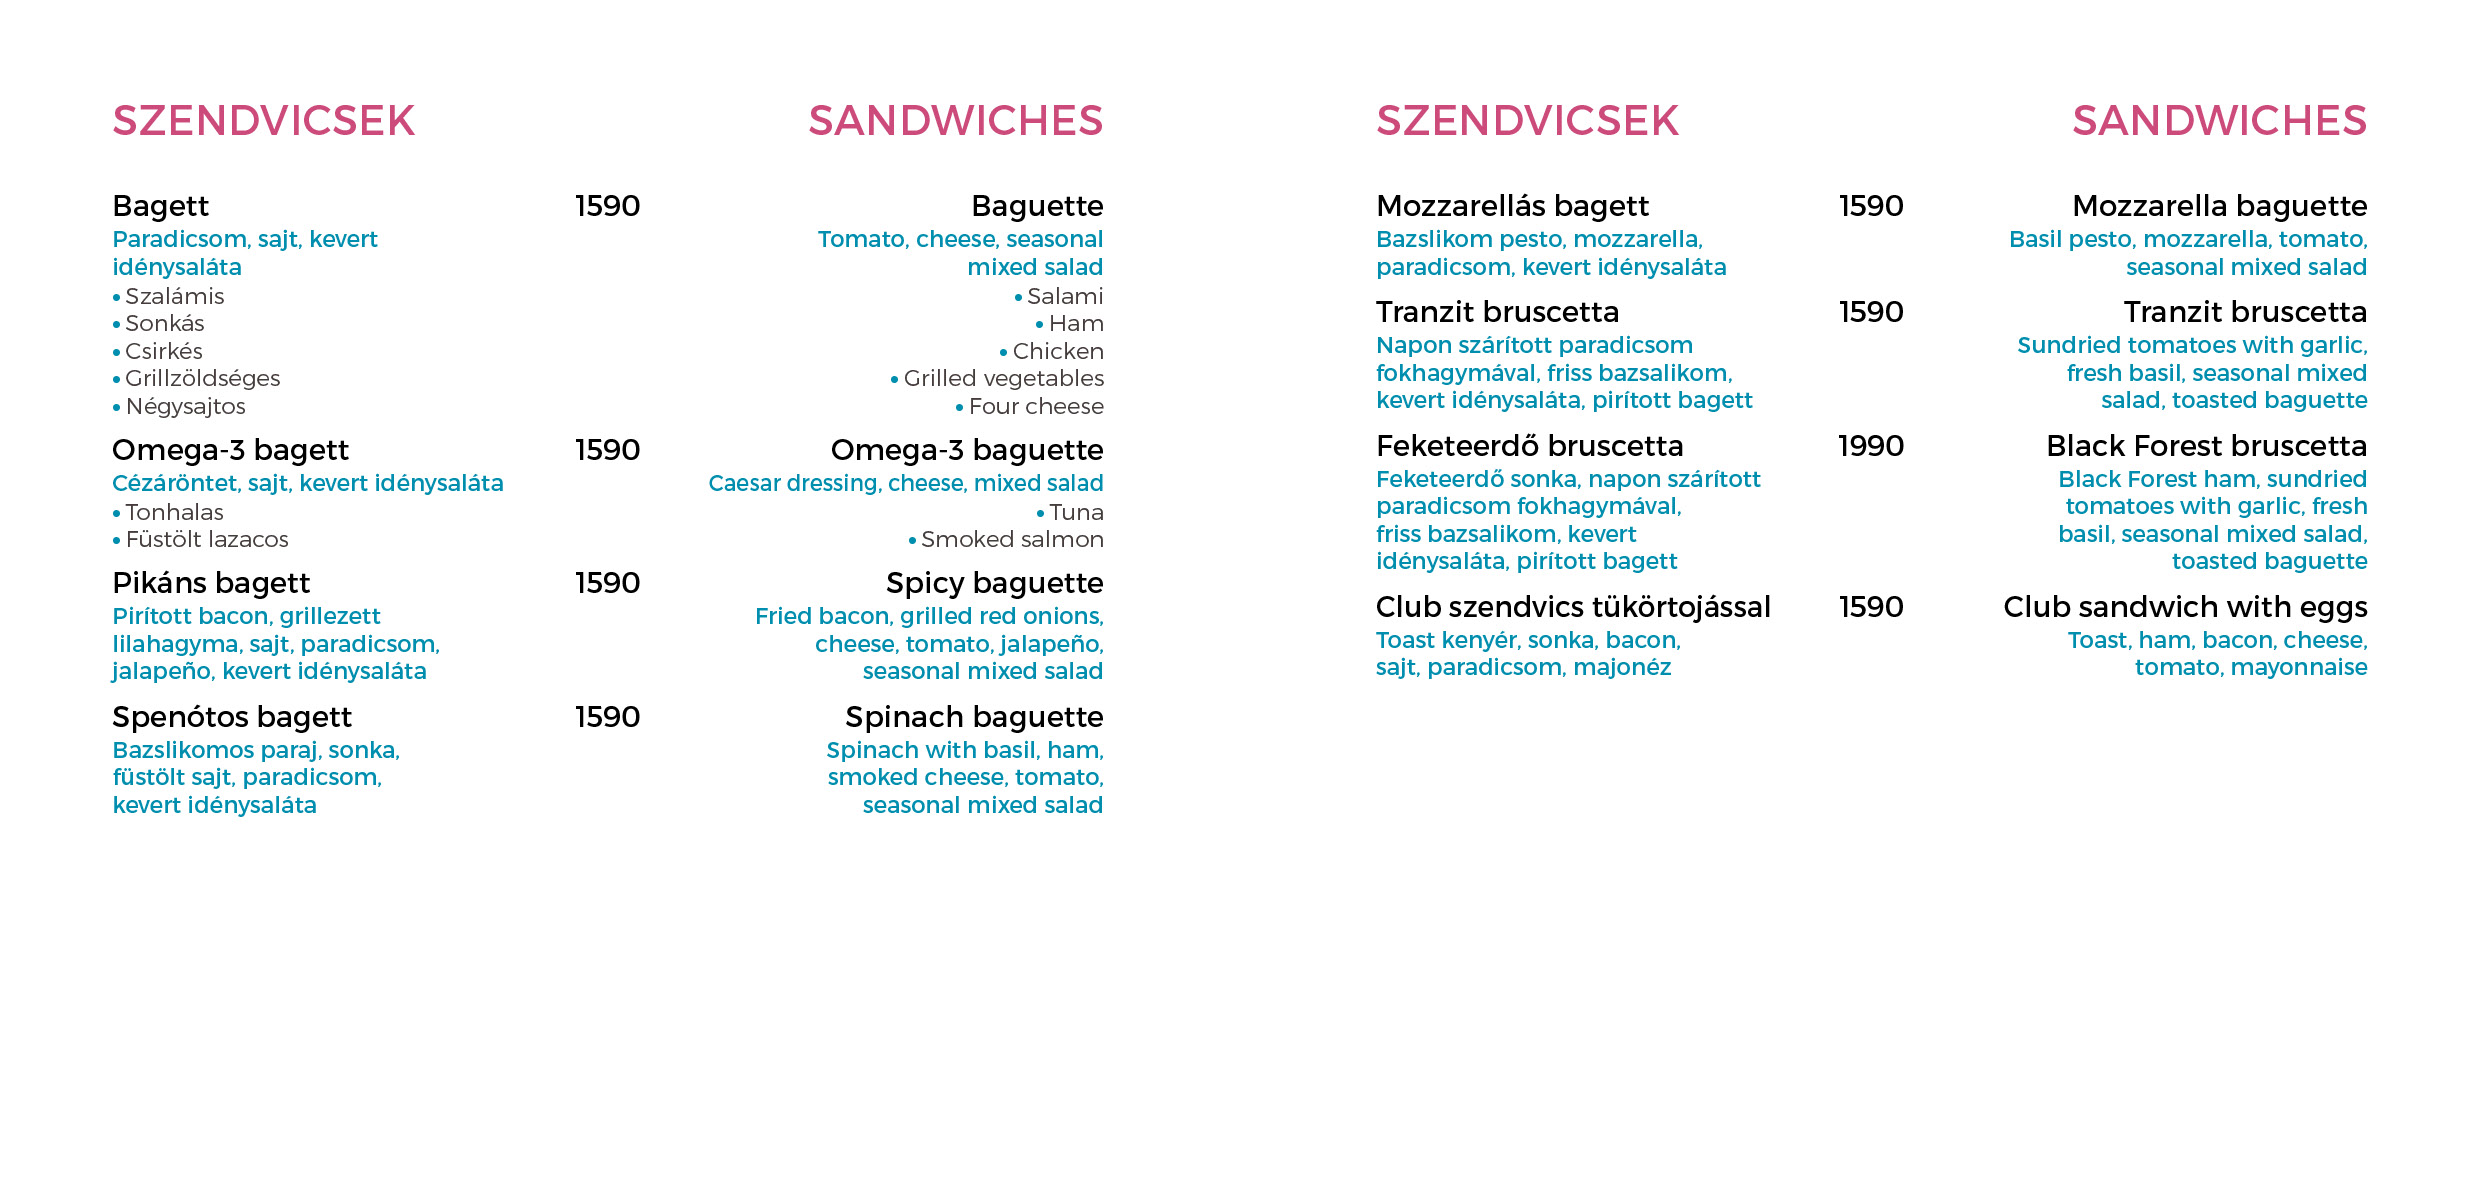 SZENDVICSEK
SANDWICHES
Bagett 1590 Baguette
Paradicsom, sajt, kevert
idénysaláta
• Szalámis
• Sonkás
• Csirkés
• Grillzöldséges
• Négysajtos
Tomato, cheese, seasonal
mixed salad
• Salami
• Ham
• Chicken
• Grilled vegetables
• Four cheese
Omega-3 bagett 1590 Omega-3 baguette
Cézáröntet, sajt, kevert idénysaláta
• Tonhalas
• Füstölt lazacos
Caesar dressing, cheese, mixed salad
• Tuna
• Smoked salmon
Pikáns bagett 1590 Spicy baguette
Pirított bacon, grillezett
lilahagyma, sajt, paradicsom,
jalapeño, kevert idénysaláta
Fried bacon, grilled red onions,
cheese, tomato, jalapeño,
seasonal mixed salad
Spenótos bagett 1590 Spinach baguette
Bazslikomos paraj, sonka,
füstölt sajt, paradicsom,
kevert idénysaláta
Spinach with basil, ham,
smoked cheese, tomato,
seasonal mixed salad
SZENDVICSEK
SANDWICHES
Mozzarellás bagett 1590 Mozzarella baguette
Bazslikom pesto, mozzarella,
paradicsom, kevert idénysaláta
Basil pesto, mozzarella, tomato,
seasonal mixed salad
Tranzit bruscetta 1590 Tranzit bruscetta
Napon szárított paradicsom
fokhagymával, friss bazsalikom,
kevert idénysaláta, pirított bagett
Sundried tomatoes with garlic,
fresh basil, seasonal mixed
salad, toasted baguette
Feketeerdő bruscetta 1990 Black Forest bruscetta
Feketeerdő sonka, napon szárított
paradicsom fokhagymával,
friss bazsalikom, kevert
idénysaláta, pirított bagett
Black Forest ham, sundried
tomatoes with garlic, fresh
basil, seasonal mixed salad,
toasted baguette
Club szendvics tükörtojással 1590 Club sandwich with eggs
Toast kenyér, sonka, bacon,
sajt, paradicsom, majonéz
Toast, ham, bacon, cheese,
tomato, mayonnaise